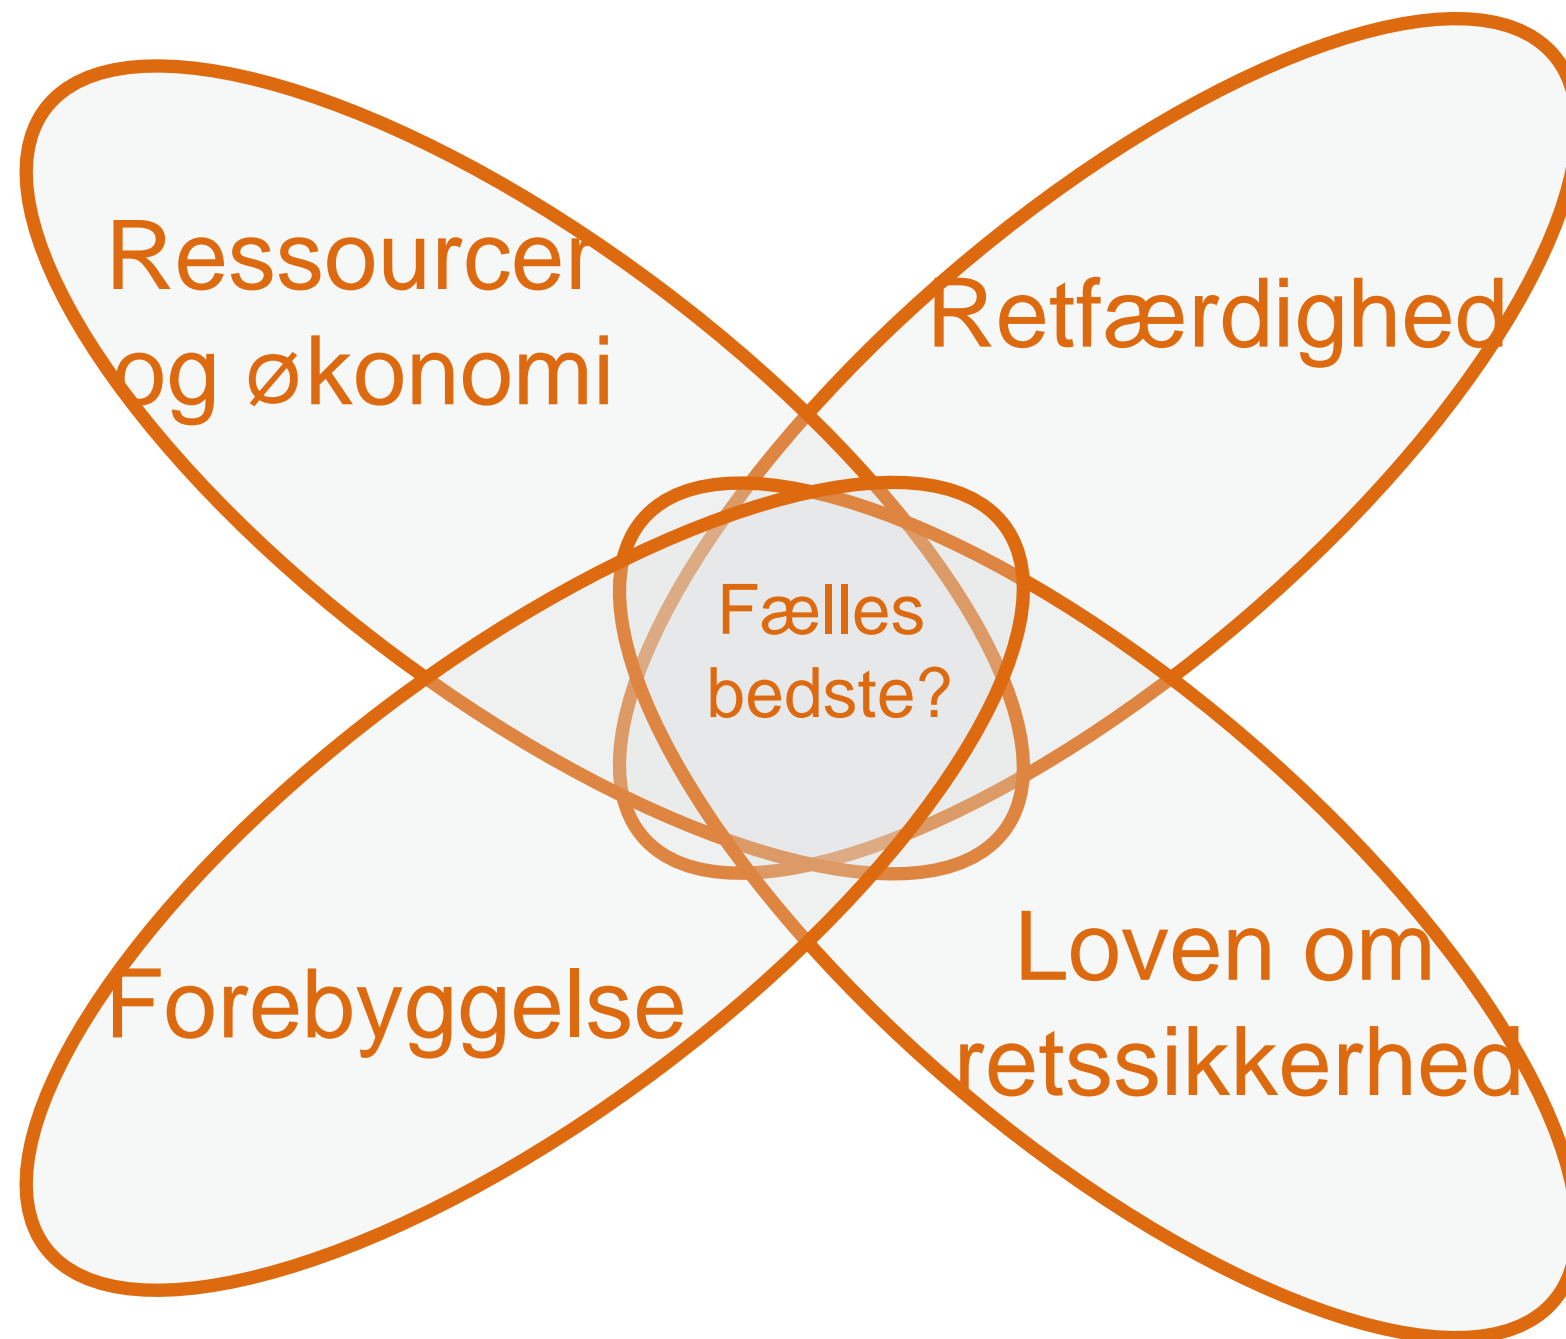 Ressourcer
og økonomi
Retfærdighed
Fælles
bedste?
Forebyggelse
Loven om
retssikkerhed